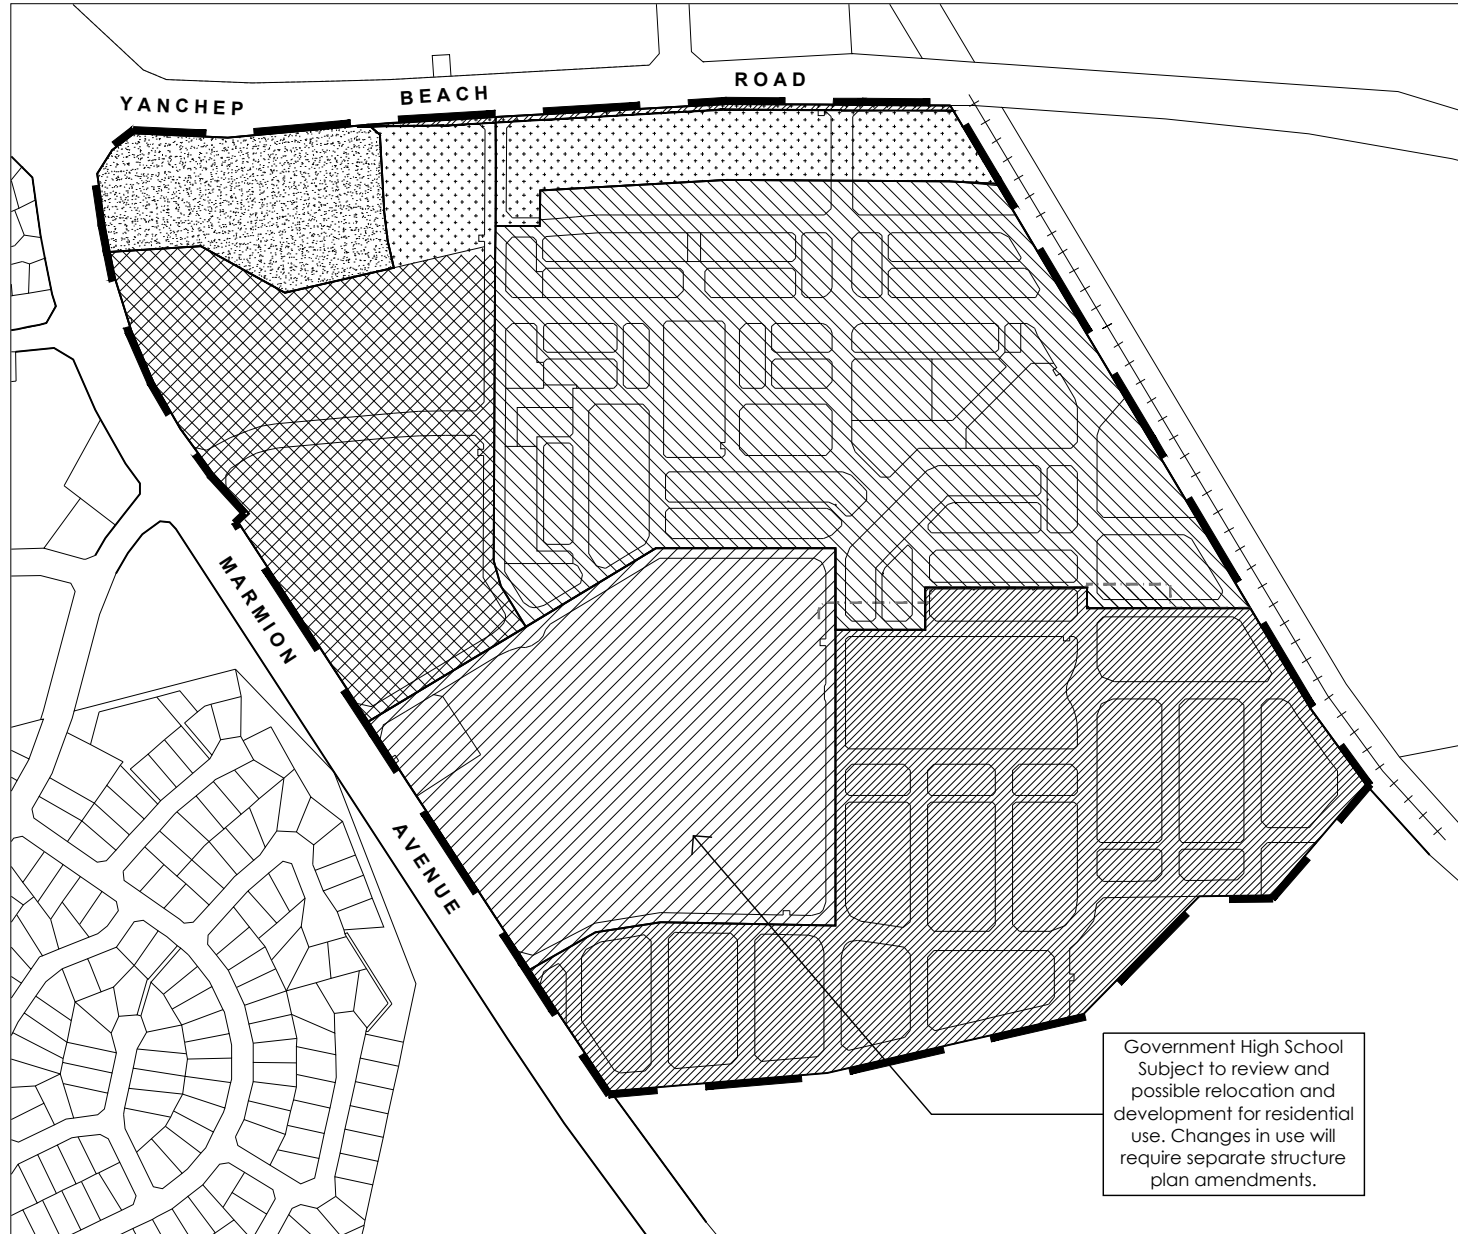 YANCHEP
BEACH
ROAD
MARMION
AVENUE
Government High School
Subject to review and
possible relocation and
development for residential
use. Changes in use will
require separate structure
plan amendments.